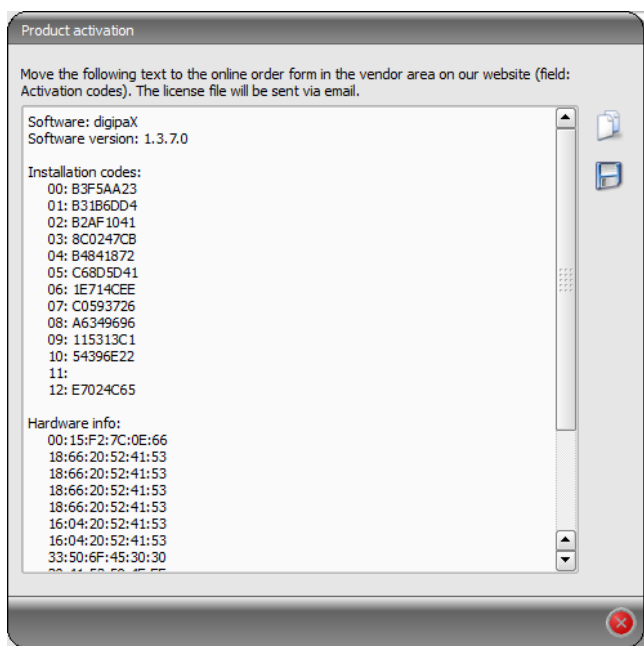 Product activation
Move the following text to the online order form in the vendor area on our website (field:
Activation codes). The license file will be sent via email.
Software: digipaX
Software version: 1.3.7.0
Installation codes:
00: B3F5AA23
01: B31B6DD4
02: B2AF1041
03: 8C0247CB
04: B4841872
05: C68D5D41
06: 1E714CEE
07: C0593726
08: A6349696
09: 115313C1
10: 54396E22
11:
12: E7024C65
Hardware info:
00:15:F2:7C:0E:66
18:66:20:52:41:53
18:66:20:52:41:53
18:66:20:52:41:53
18:66:20:52:41:53
16:04:20:52:41:53
16:04:20:52:41:53
33:50:6F:45:30:30